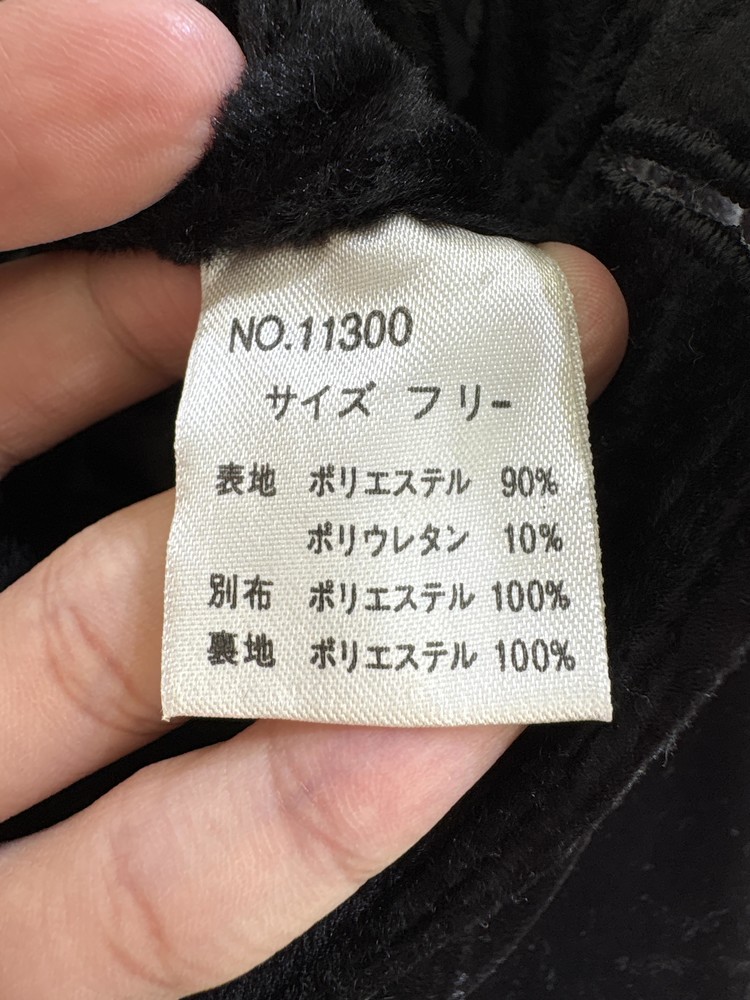 NO.11300
サイズ フリー
表地 ポリエステル 90%
ポリウレタン 10%
別布 ポリエステル 100%
裏地 ポリエステル 100%